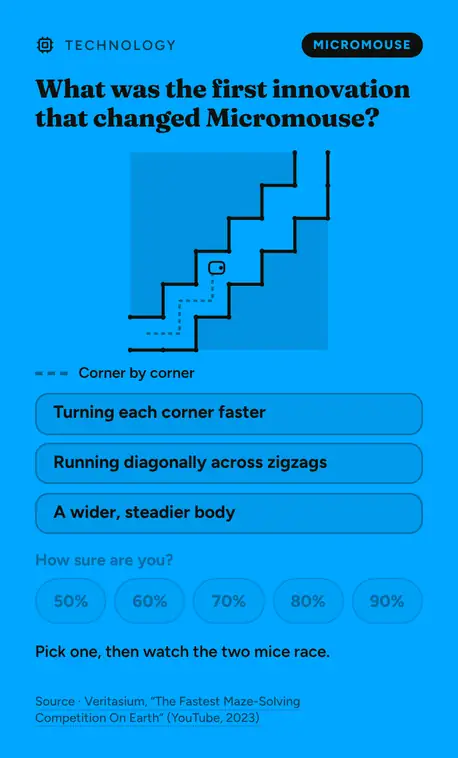 TECHNOLOGY
MICROMOUSE
What was the first innovation
that changed Micromouse?
Corner by corner
Turning each corner faster
Running diagonally across zigzags
A wider, steadier body
How sure are you?
50%
60%
70%
80%
90%
Pick one, then watch the two mice race.
Source · Veritasium, “The Fastest Maze-Solving
Competition On Earth” (YouTube, 2023)